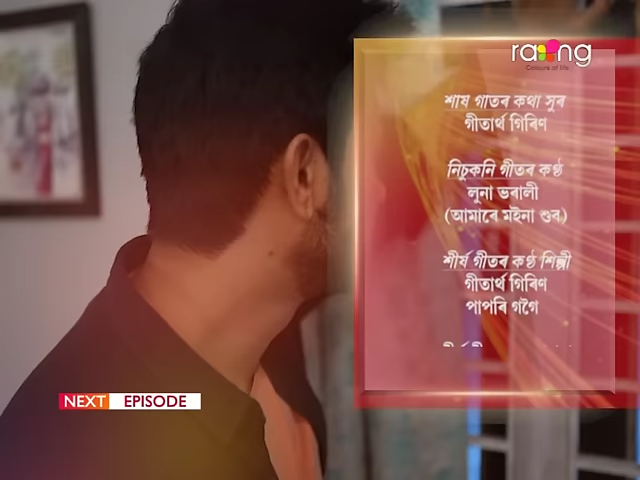 rang
Colours of life
শাৰ্ষ গীতৰ কথা সুৰ
গীতাৰ্থ গিৰিণ
নিচুকনি গীতৰ কণ্ঠ
লুনা ভৰালী
(আমাৰে মইনা শুব)
শীৰ্ষ গীতৰ কণ্ঠ শিল্পী
গীতাৰ্থ গিৰিণ
পাপৰি গগৈ
NEXT EPISODE